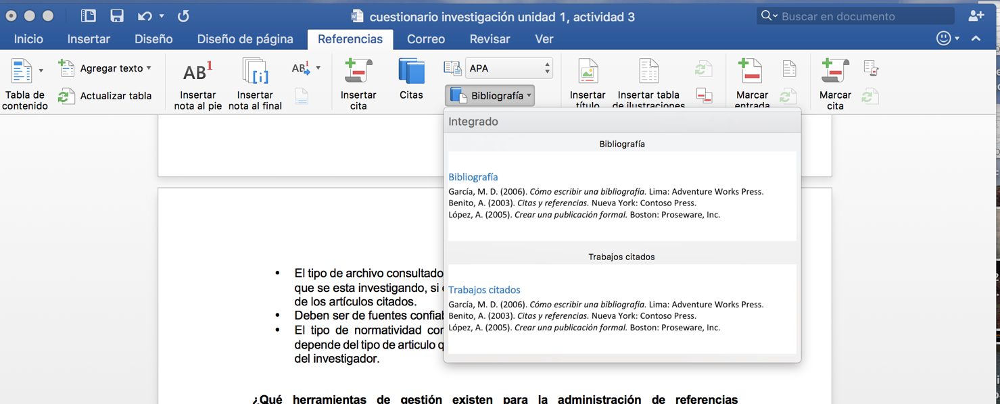 cuestionario investigación unidad 1, actividad 3
Buscar en documento
Inicio Insertar Diseño Diseño de página Referencias Correo Revisar Ver
Tabla de contenido
Agregar texto
Actualizar tabla
AB1
Insertar nota al pie
[i]
Insertar nota al final
AB1
Insertar cita
Citas
APA
Bibliografía
Insertar título
Insertar tabla de ilustraciones
Marcar entrada
Marcar cita
Integrado
Bibliografía
Bibliografía
García, M. D. (2006). Cómo escribir una bibliografía. Lima: Adventure Works Press.
Benito, A. (2003). Citas y referencias. Nueva York: Contoso Press.
López, A. (2005). Crear una publicación formal. Boston: Proseware, Inc.
Trabajos citados
Trabajos citados
García, M. D. (2006). Cómo escribir una bibliografía. Lima: Adventure Works Press.
Benito, A. (2003). Citas y referencias. Nueva York: Contoso Press.
López, A. (2005). Crear una publicación formal. Boston: Proseware, Inc.
• El tipo de archivo consultado
que se esta investigando, si
de los artículos citados.
• Deben ser de fuentes
• El tipo de normatividad
depende del tipo de articulo
del investigador.
¿Qué herramientas de gestión existen para la administración de referencias